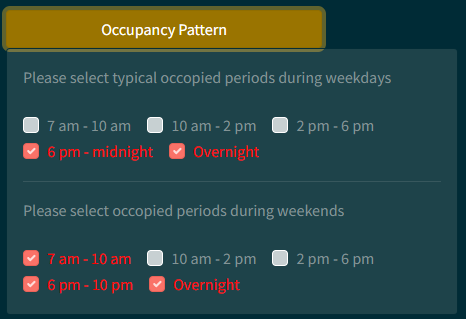 Occupancy Pattern
Please select typical occopied periods during weekdays
7 am - 10 am 10 am - 2 pm 2 pm - 6 pm
6 pm - midnight Overnight
Please select occopied periods during weekends
7 am - 10 am 10 am - 2 pm 2 pm - 6 pm
6 pm - 10 pm Overnight